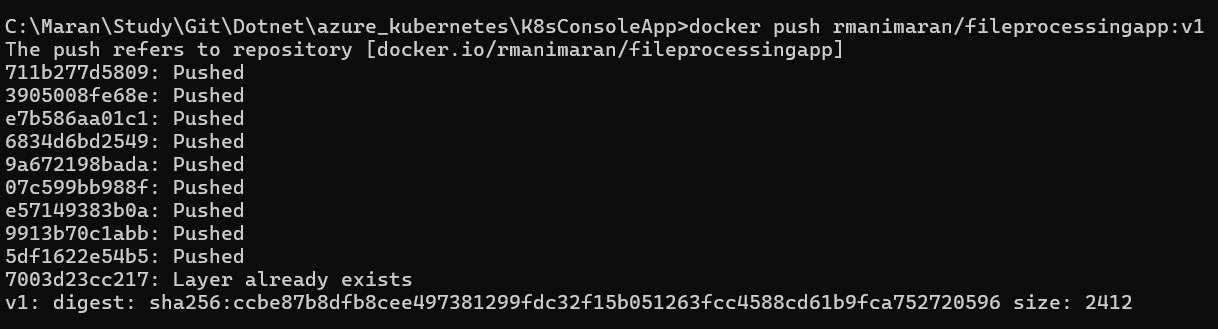 C:\Maran\Study\Git\Dotnet\azure_kubernetes\K8sConsoleApp>docker push rmanimaran/fileprocessingapp:v1
The push refers to repository [docker.io/rmanimaran/fileprocessingapp]
711b277d5809: Pushed
3905008fe68e: Pushed
e7b586aa01c1: Pushed
6834d6bd2549: Pushed
9a672198bada: Pushed
07c599bb988f: Pushed
e57149383b0a: Pushed
9913b70c1abb: Pushed
5df1622e54b5: Pushed
7003d23cc217: Layer already exists
v1: digest: sha256:ccbe87b8dfb8cee497381299fdc32f15b051263fcc4588cd61b9fca752720596 size: 2412